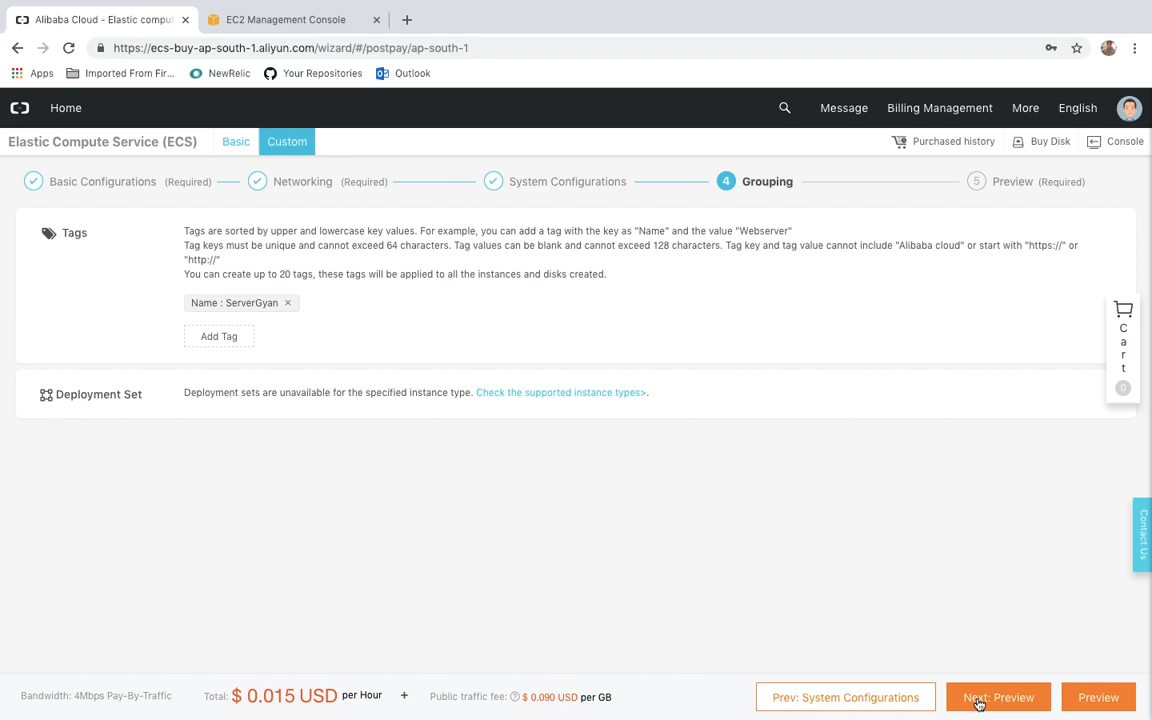 Alibaba Cloud - Elastic comput
EC2 Management Console
https://ecs-buy-ap-south-1.aliyun.com/wizard/#/postpay/ap-south-1
Apps
Imported From Fir...
NewRelic
Your Repositories
Outlook
Home
Message
Billing Management
More
English
Elastic Compute Service (ECS)
Basic
Custom
Purchased history
Buy Disk
Console
Basic Configurations (Required)
Networking (Required)
System Configurations
4 Grouping
5 Preview (Required)
Tags
Tags are sorted by upper and lowercase key values. For example, you can add a tag with the key as "Name" and the value "Webserver"
Tag keys must be unique and cannot exceed 64 characters. Tag values can be blank and cannot exceed 128 characters. Tag key and tag value cannot include "Alibaba cloud" or start with "https://" or
"http://"
You can create up to 20 tags, these tags will be applied to all the instances and disks created.
Name : ServerGyan ×
Add Tag
Cart
0
Deployment Set
Deployment sets are unavailable for the specified instance type. Check the supported instance types>.
Contact Us
Bandwidth: 4Mbps Pay-By-Traffic
Total: $ 0.015 USD per Hour +
Public traffic fee: ? $ 0.090 USD per GB
Prev: System Configurations
Next: Preview
Preview